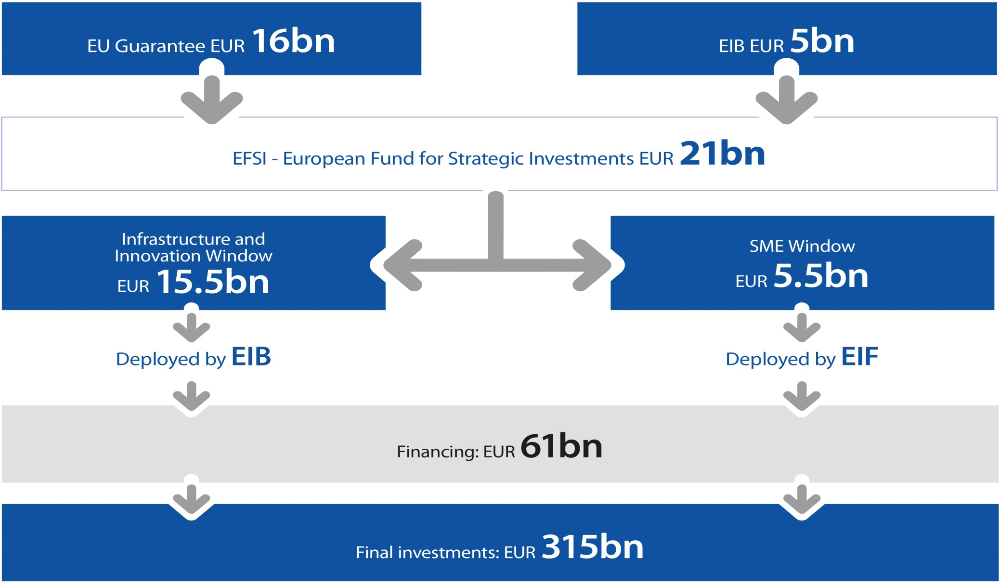 EU Guarantee EUR 16bn
EIB EUR 5bn
EFSI - European Fund for Strategic Investments EUR 21bn
Infrastructure and
Innovation Window
EUR 15.5bn
SME Window
EUR 5.5bn
Deployed by EIB
Deployed by EIF
Financing: EUR 61bn
Final investments: EUR 315bn